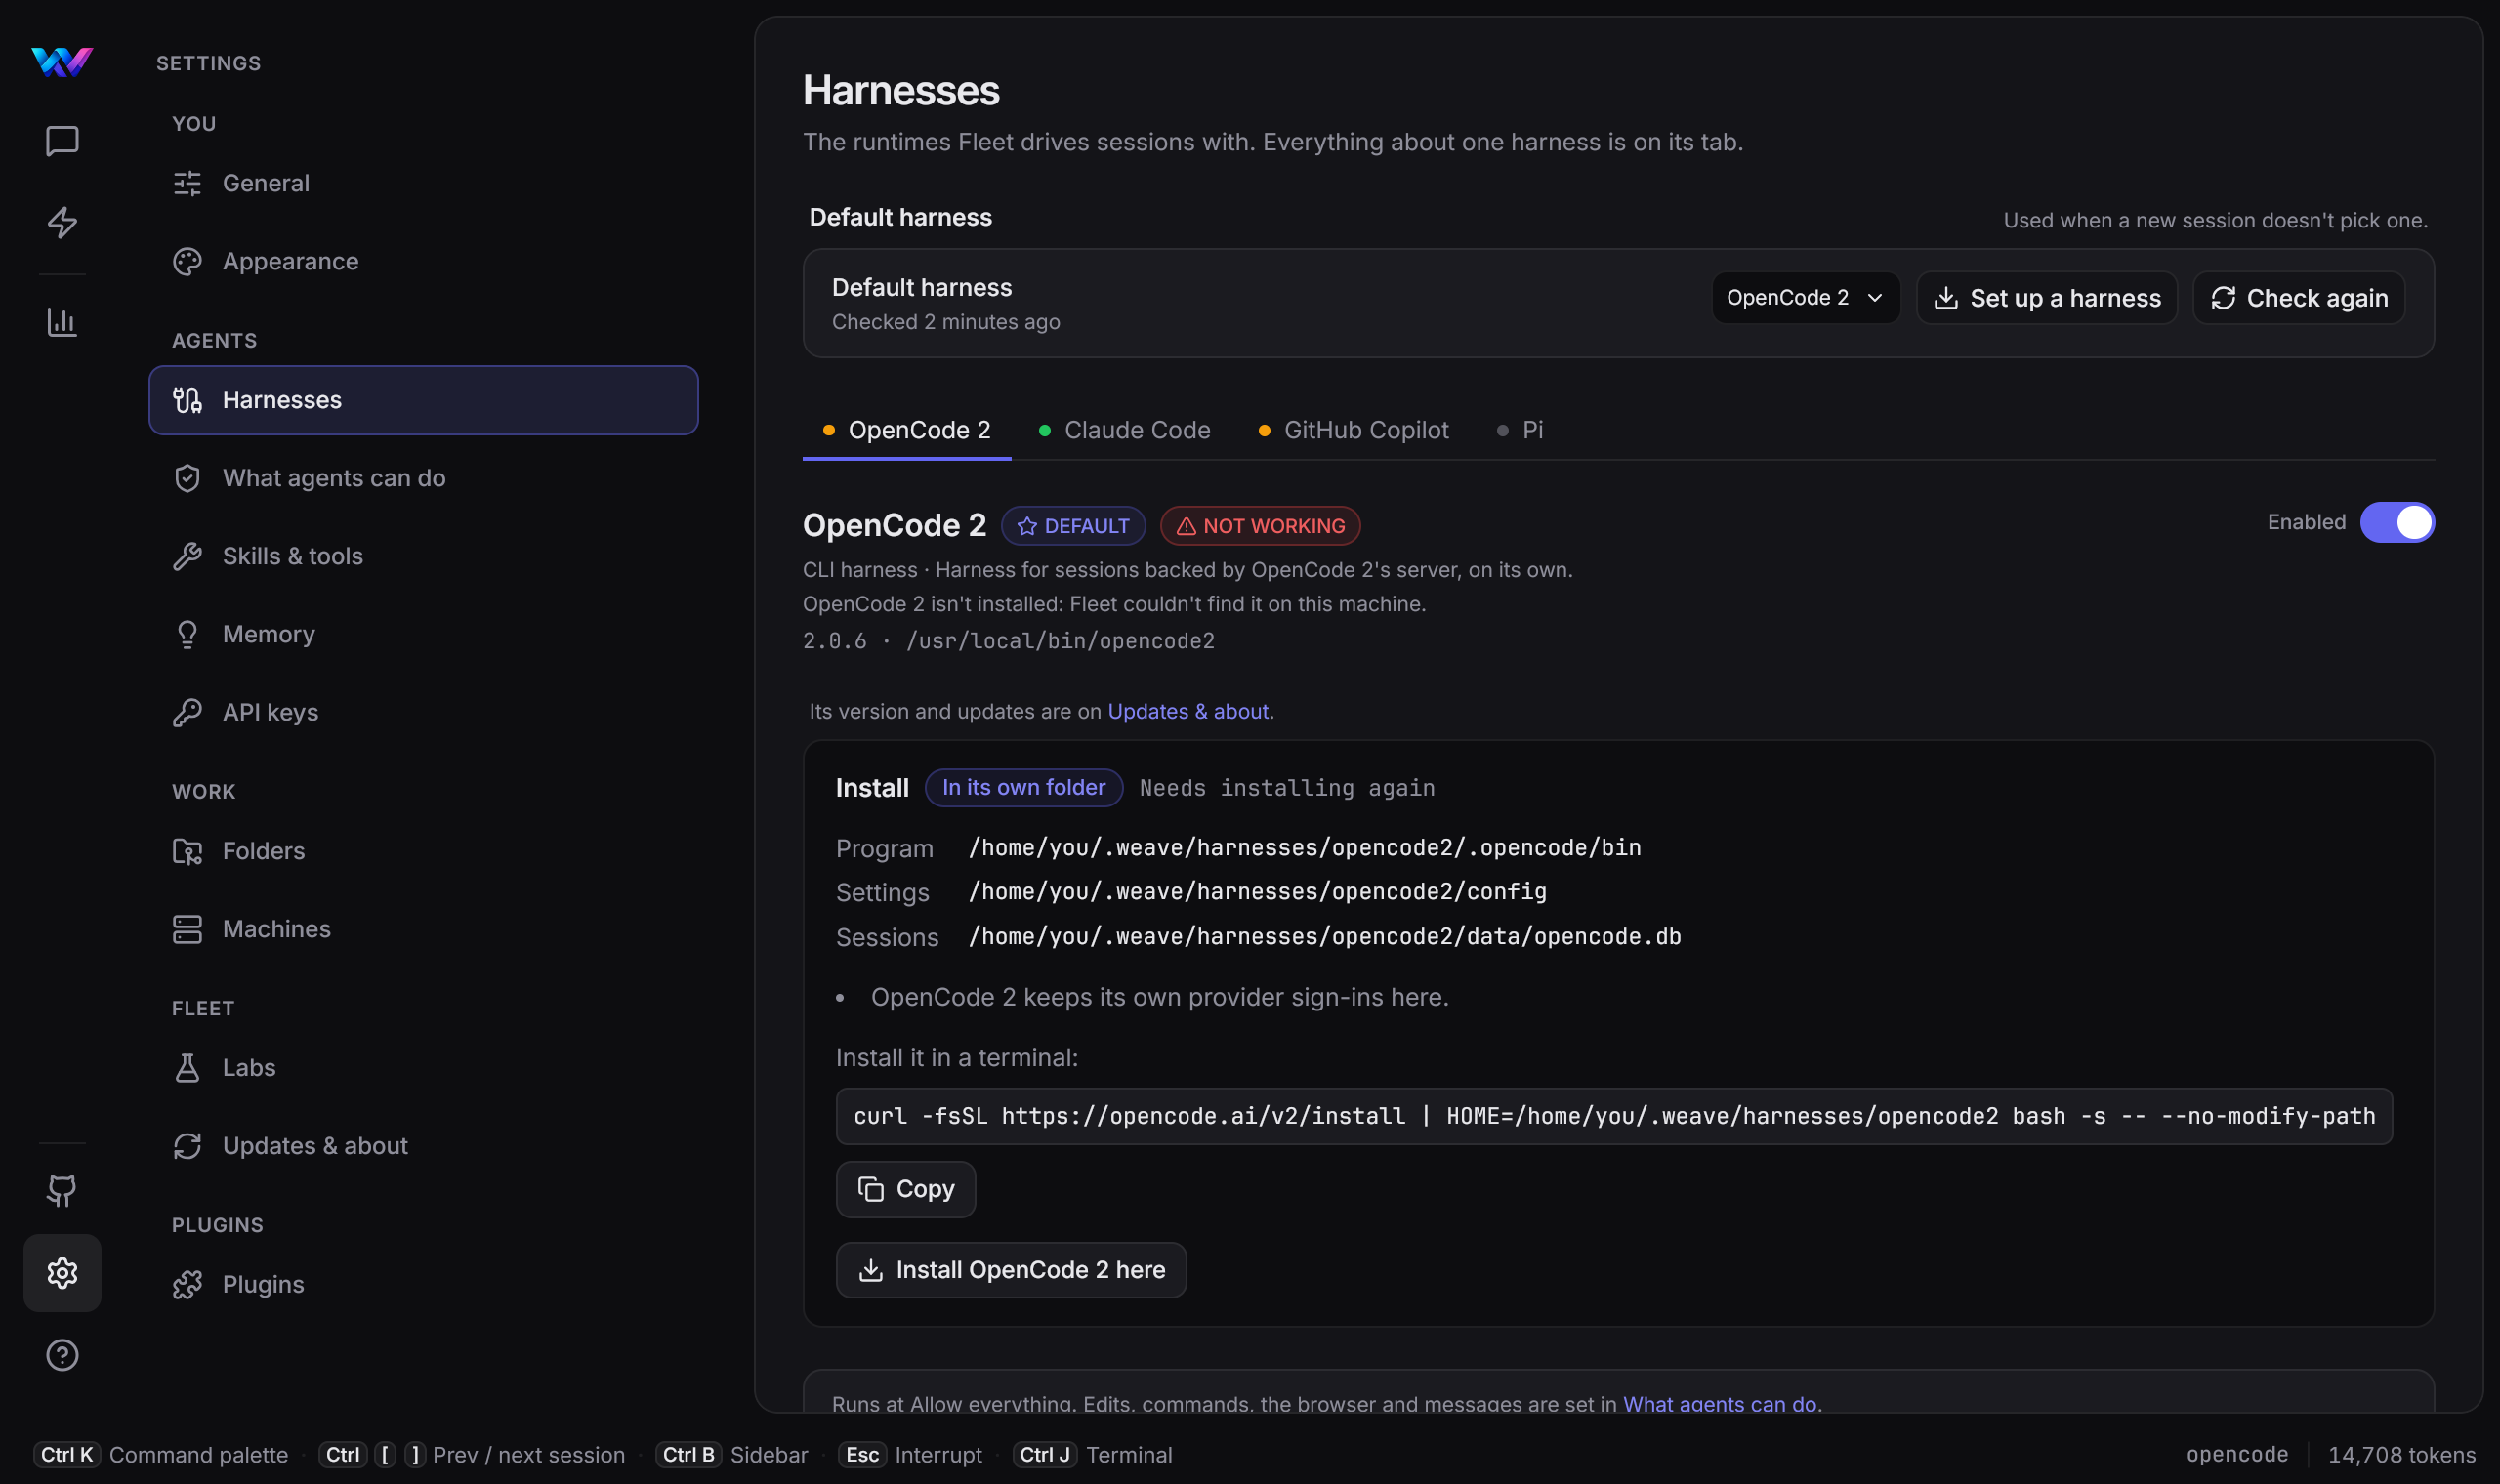 SETTINGS
YOU
General
Appearance
AGENTS
Harnesses
What agents can do
Skills & tools
Memory
API keys
WORK
Folders
Machines
FLEET
Labs
Updates & about
PLUGINS
Plugins
Harnesses
The runtimes Fleet drives sessions with. Everything about one harness is on its tab.
Default harness
Used when a new session doesn't pick one.
Default harness
Checked 2 minutes ago
OpenCode 2
Set up a harness
Check again
OpenCode 2
Claude Code
GitHub Copilot
Pi
OpenCode 2
DEFAULT
NOT WORKING
Enabled
CLI harness · Harness for sessions backed by OpenCode 2's server, on its own.
OpenCode 2 isn't installed: Fleet couldn't find it on this machine.
2.0.6 · /usr/local/bin/opencode2
Its version and updates are on Updates & about.
Install In its own folder Needs installing again
Program /home/you/.weave/harnesses/opencode2/.opencode/bin
Settings /home/you/.weave/harnesses/opencode2/config
Sessions /home/you/.weave/harnesses/opencode2/data/opencode.db
• OpenCode 2 keeps its own provider sign-ins here.
Install it in a terminal:
curl -fsSL https://opencode.ai/v2/install | HOME=/home/you/.weave/harnesses/opencode2 bash -s -- --no-modify-path
Copy
Install OpenCode 2 here
Runs at Allow everything. Edits, commands, the browser and messages are set in What agents can do.
Ctrl K Command palette · Ctrl [ ] Prev / next session · Ctrl B Sidebar · Esc Interrupt · Ctrl J Terminal
opencode
14,708 tokens